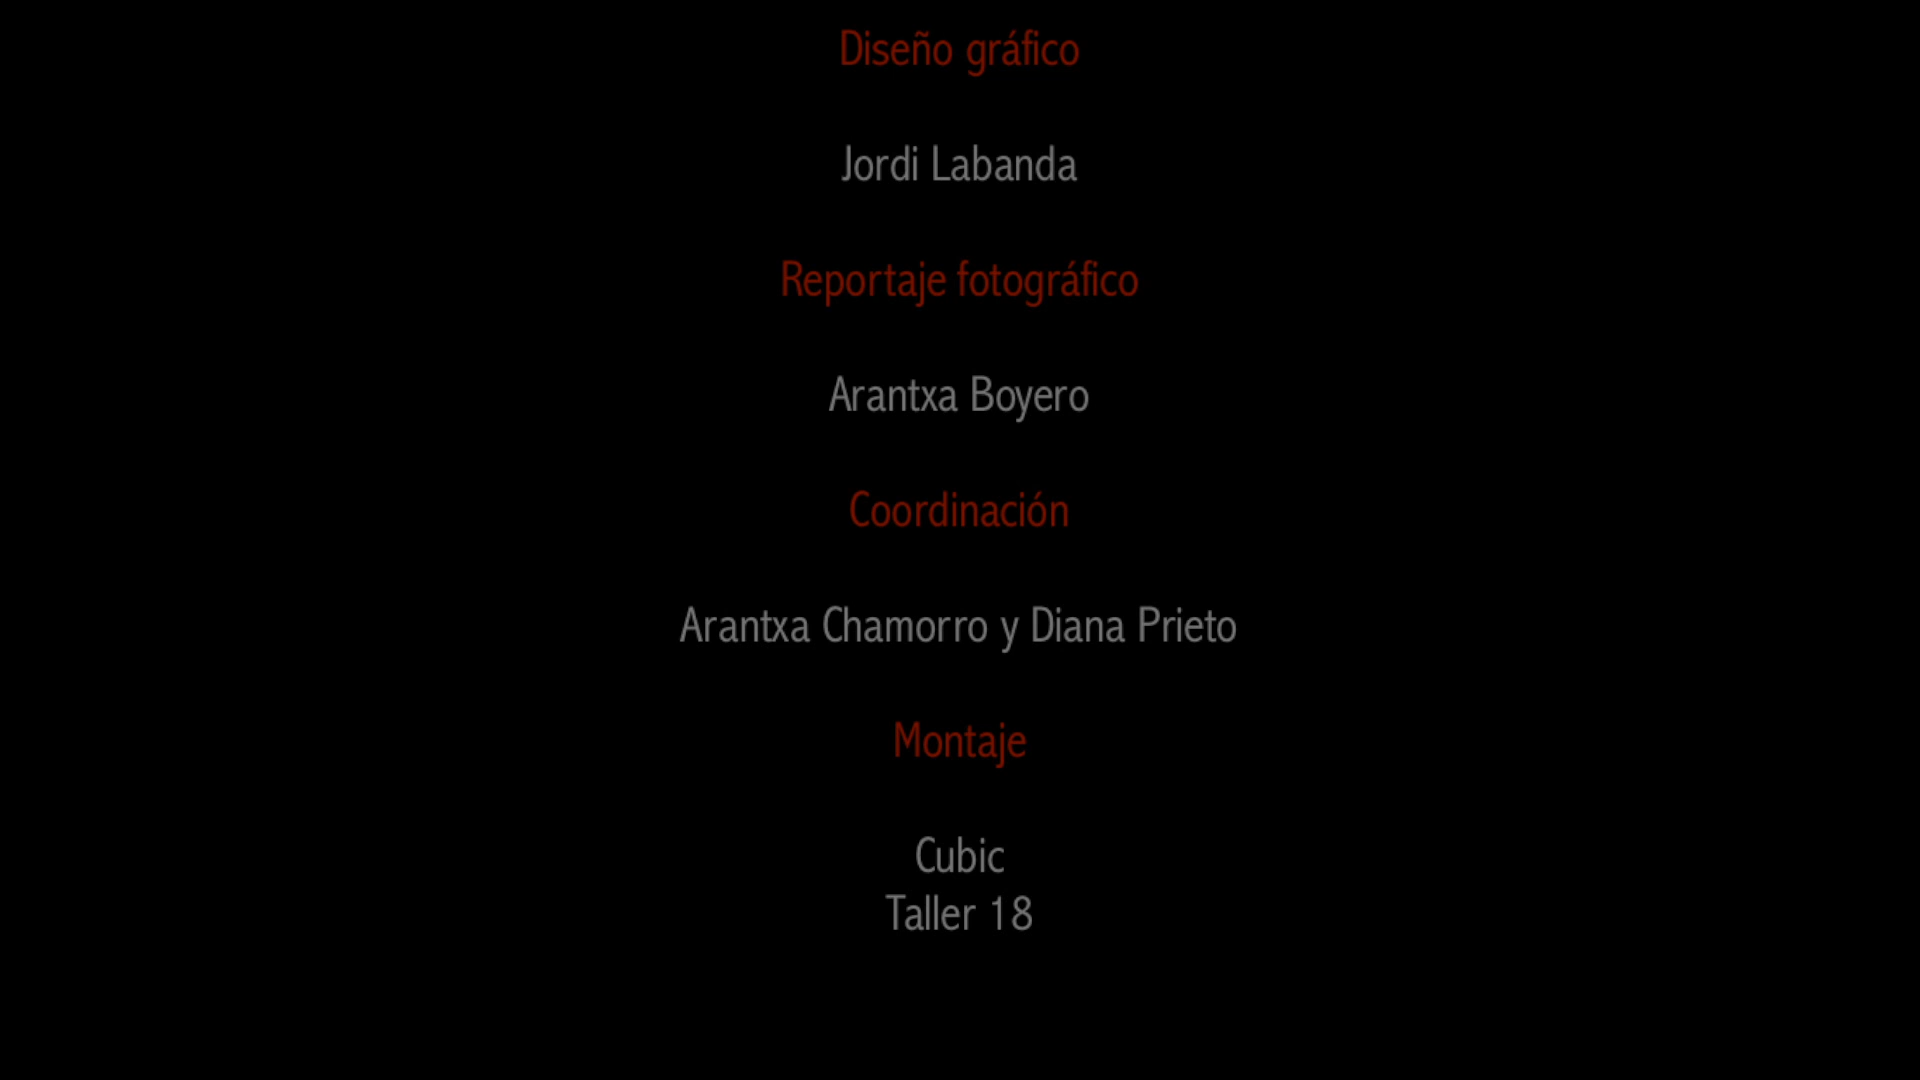 Diseño gráfico
Jordi Labanda
Reportaje fotográfico
Arantxa Boyero
Coordinación
Arantxa Chamorro y Diana Prieto
Montaje
Cubic
Taller 18